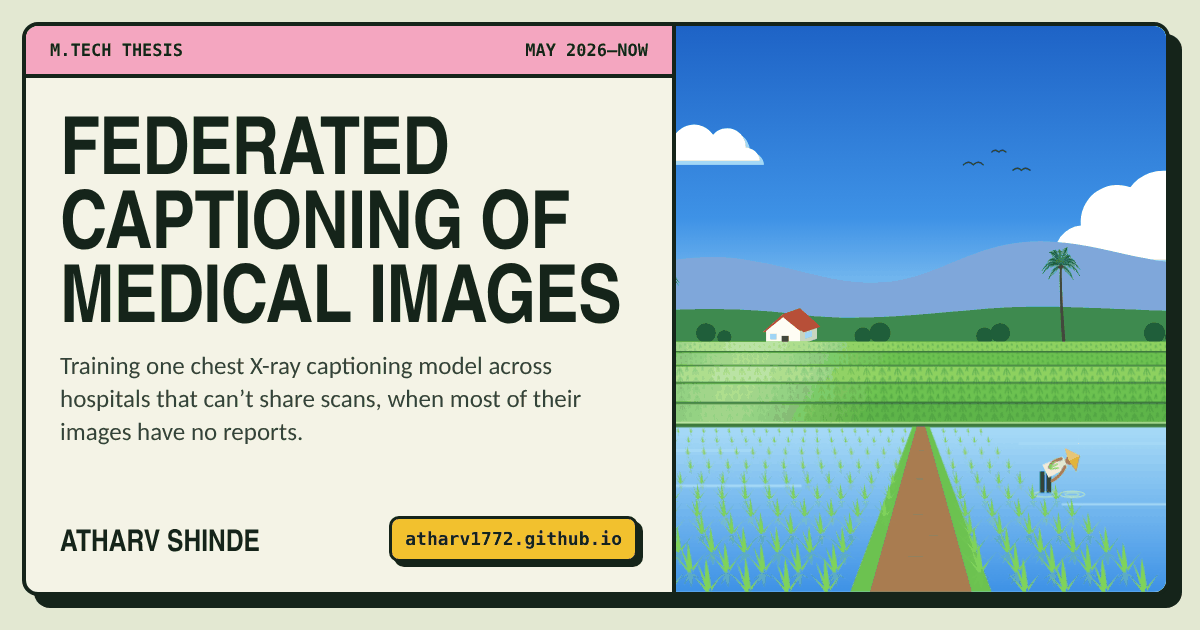 M.TECH THESIS
MAY 2026—NOW
FEDERATED
CAPTIONING OF
MEDICAL IMAGES
Training one chest X-ray captioning model across
hospitals that can’t share scans, when most of their
images have no reports.
ATHARV SHINDE
atharv1772.github.io